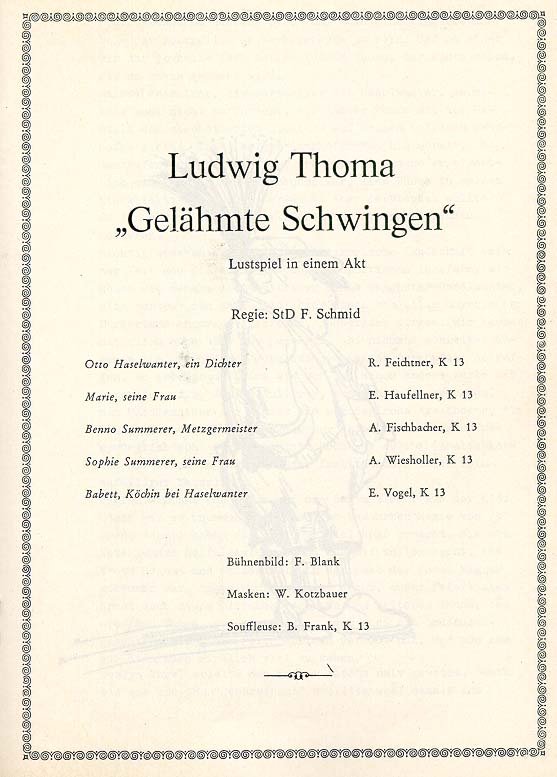 Ludwig Thoma
„Gelähmte Schwingen“
Lustspiel in einem Akt
Regie: StD F. Schmid
Otto Haselwanter, ein Dichter R. Feichtner, K 13
Marie, seine Frau E. Haufellner, K 13
Benno Summerer, Metzgermeister A. Fischbacher, K 13
Sophie Summerer, seine Frau A. Wiesholler, K 13
Babett, Köchin bei Haselwanter E. Vogel, K 13
Bühnenbild: F. Blank
Masken: W. Kotzbauer
Souffleuse: B. Frank, K 13